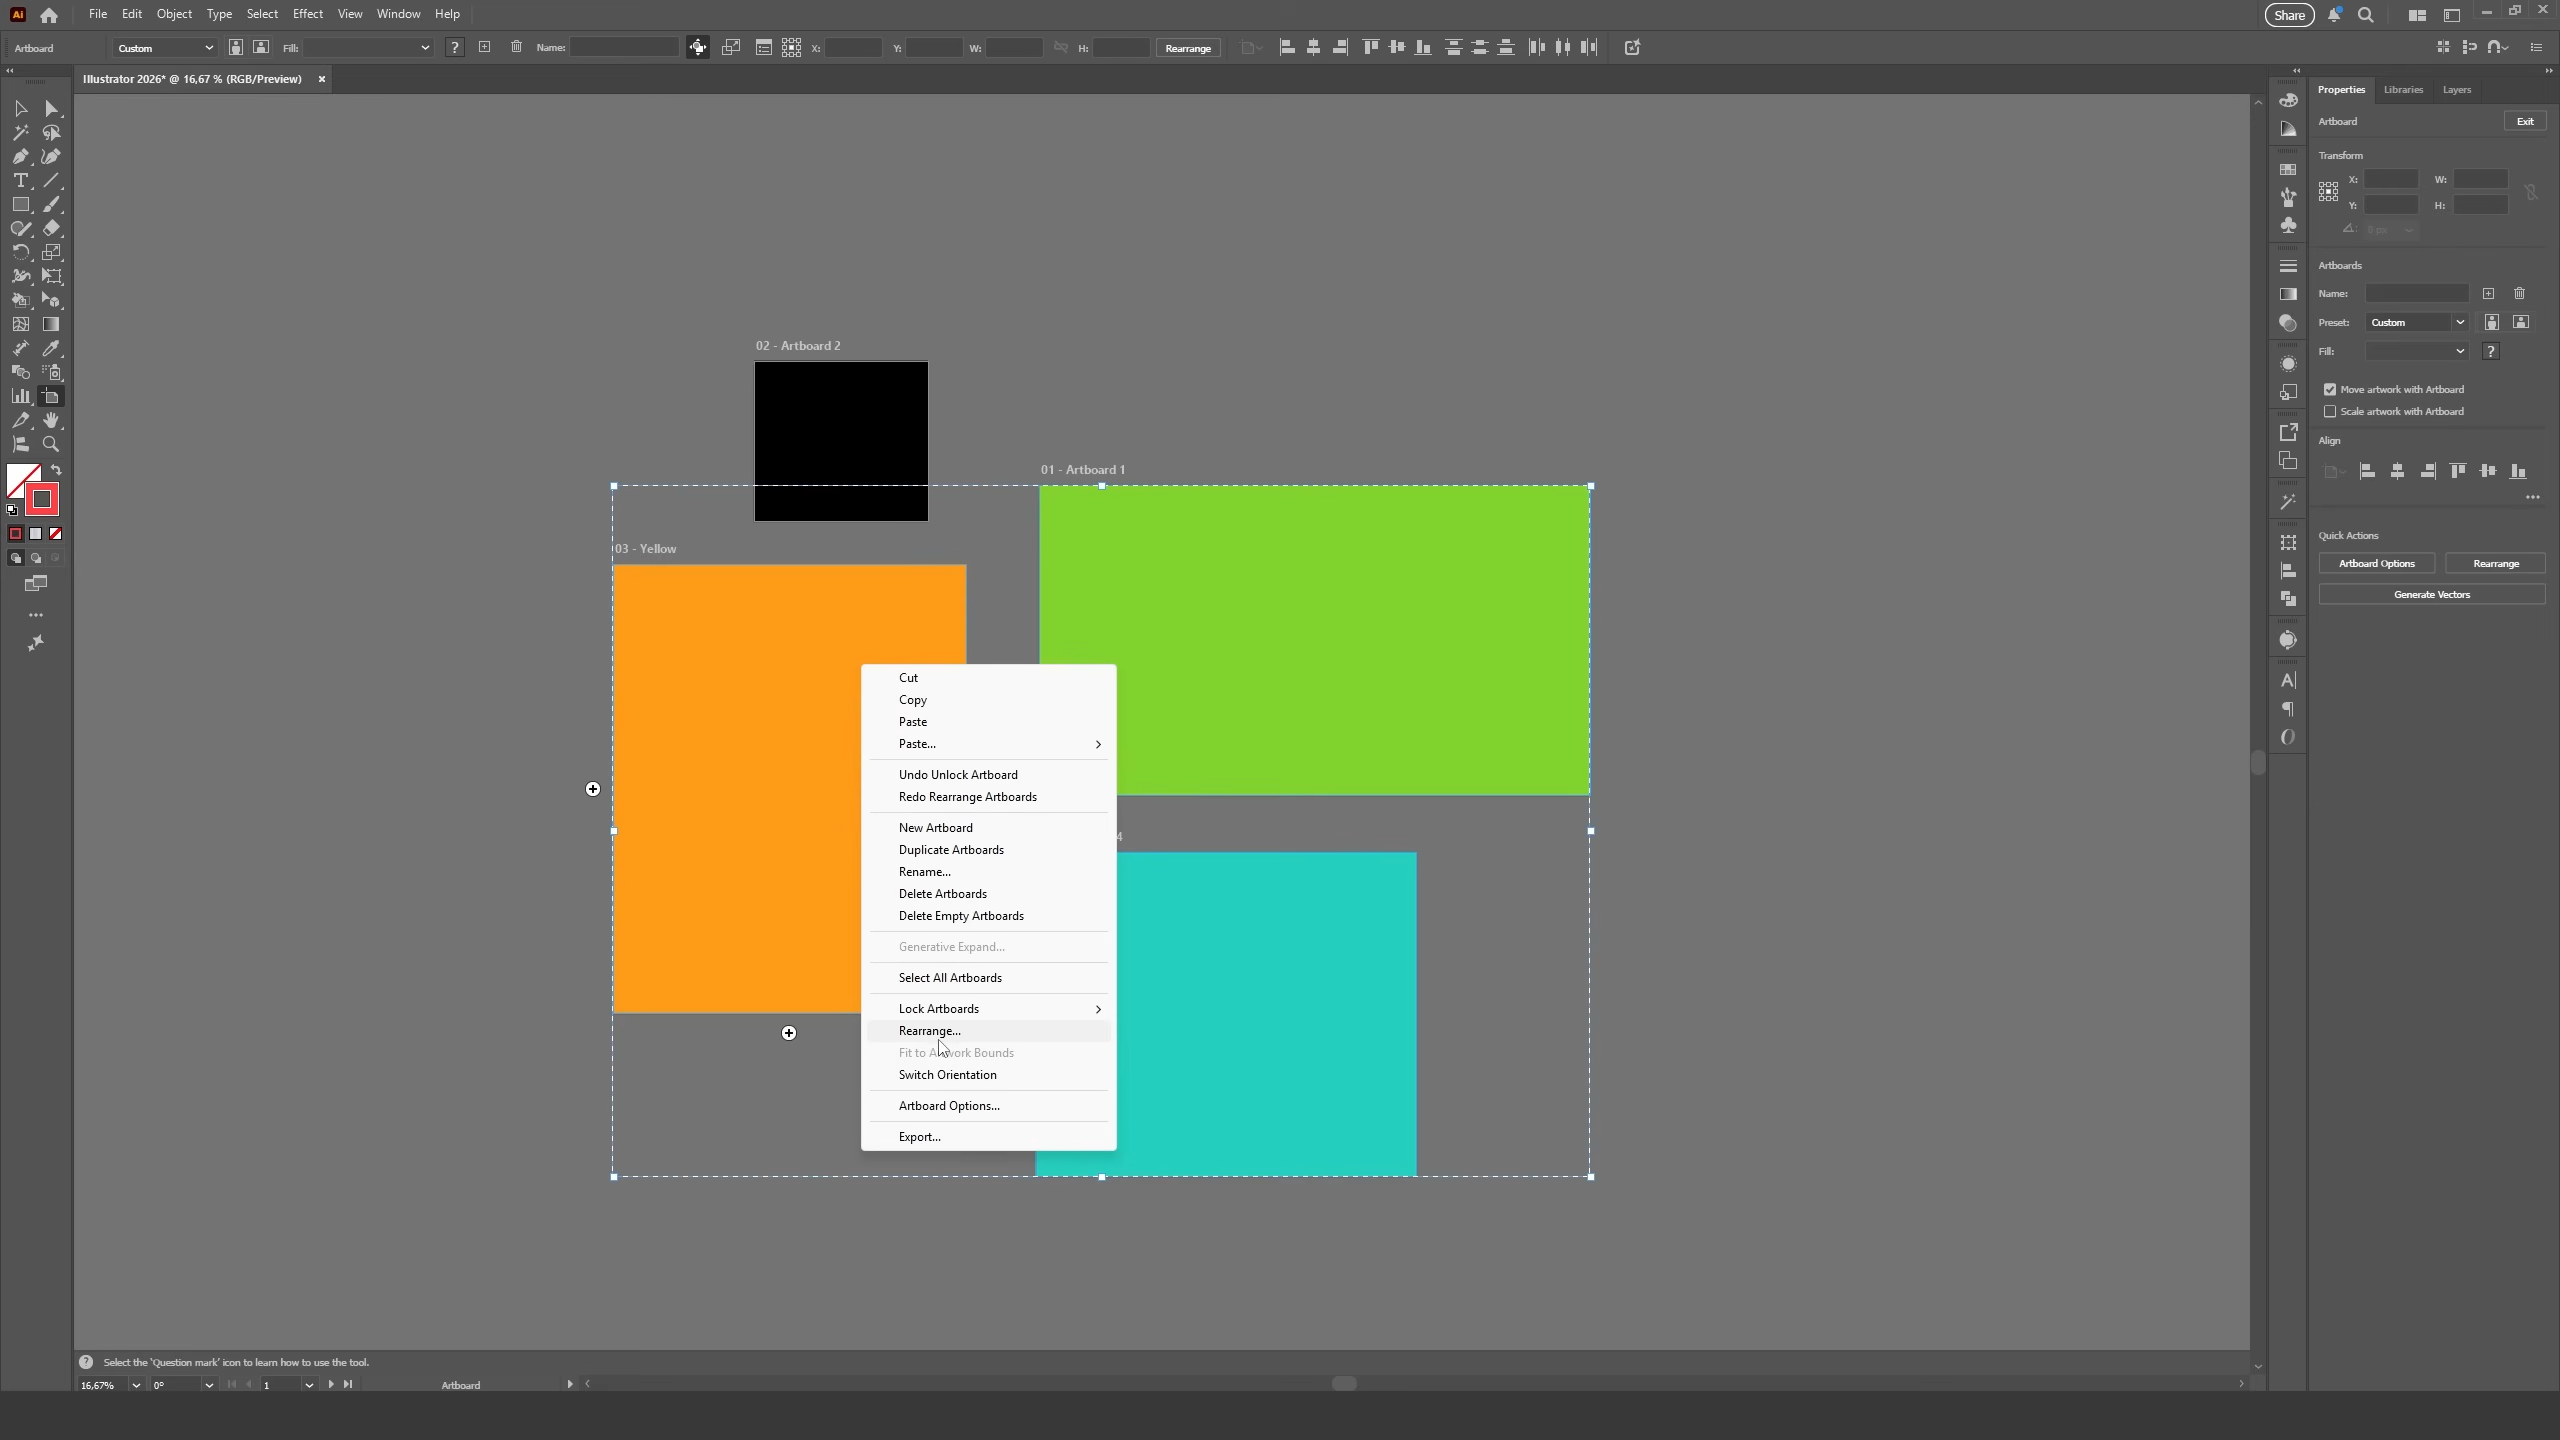 Ai File Edit Object Type Select Effect View Window Help Share
Artboard Custom Fill: ? Name: X: Y: W: H: Rearrange
Illustrator 2026* @ 16,67 % (RGB/Preview) ×
Properties Libraries Layers
Artboard Exit
Transform
X: W:
Y: H:
0 px
Artboards
Name:
Preset: Custom
Fill: ?
Move artwork with Artboard
Scale artwork with Artboard
Align
Quick Actions
Artboard Options Rearrange
Generate Vectors
02 - Artboard 2
01 - Artboard 1
03 - Yellow
4
Cut
Copy
Paste
Paste...
Undo Unlock Artboard
Redo Rearrange Artboards
New Artboard
Duplicate Artboards
Rename...
Delete Artboards
Delete Empty Artboards
Generative Expand...
Select All Artboards
Lock Artboards
Rearrange...
Fit to Artwork Bounds
Switch Orientation
Artboard Options...
Export...
? Select the 'Question mark' icon to learn how to use the tool.
16,67% 0° 1 Artboard